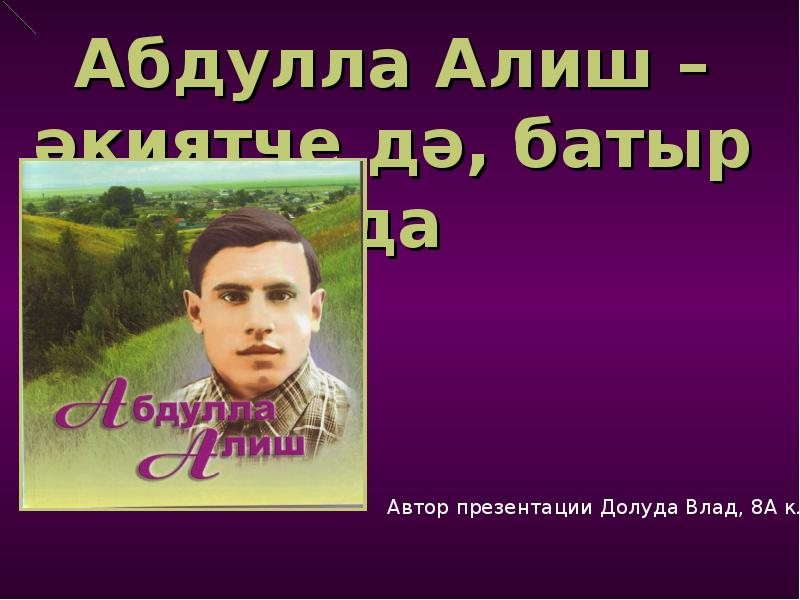 Абдулла Алиш –
әкиятче дә, батыр
да
Абдулла
Алиш
Автор презентации Долуда Влад, 8А к